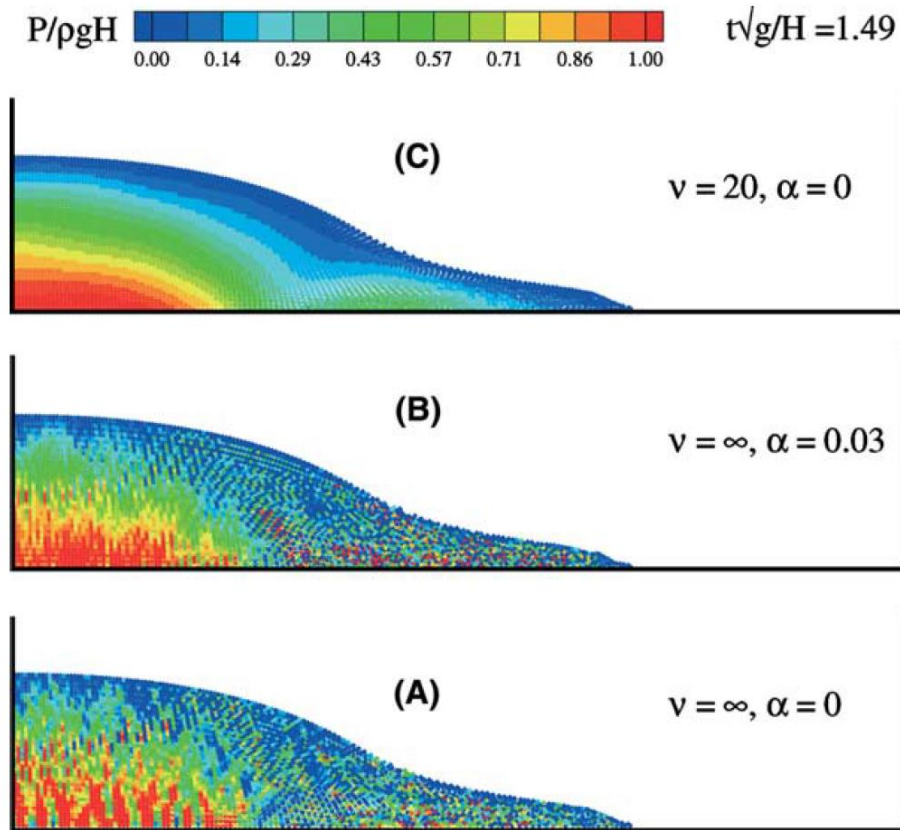 P/ρgH
0.00 0.14 0.29 0.43 0.57 0.71 0.86 1.00
t√g/H =1.49
(C)
ν = 20, α = 0
(B)
ν = ∞, α = 0.03
(A)
ν = ∞, α = 0